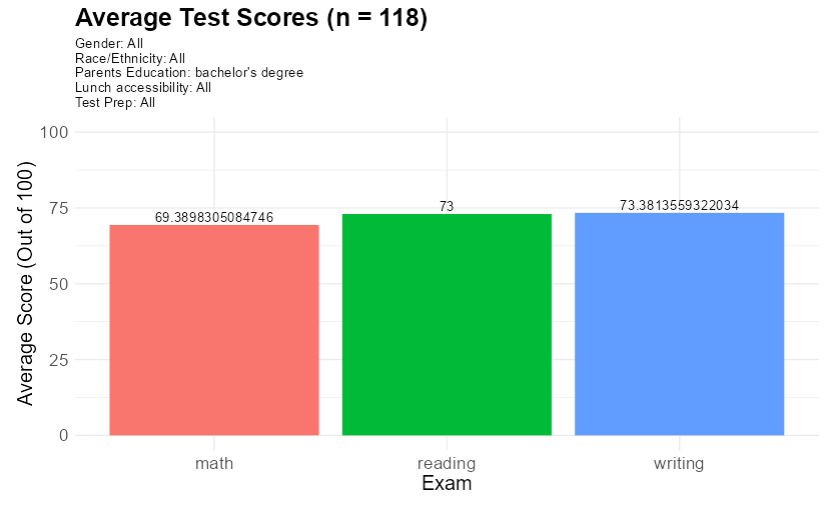 Average Test Scores (n = 118)
Gender: All
Race/Ethnicity: All
Parents Education: bachelor's degree
Lunch accessibility: All
Test Prep: All
Average Score (Out of 100)
100
75
50
25
0
69.3898305084746
73
73.3813559322034
math
reading
writing
Exam